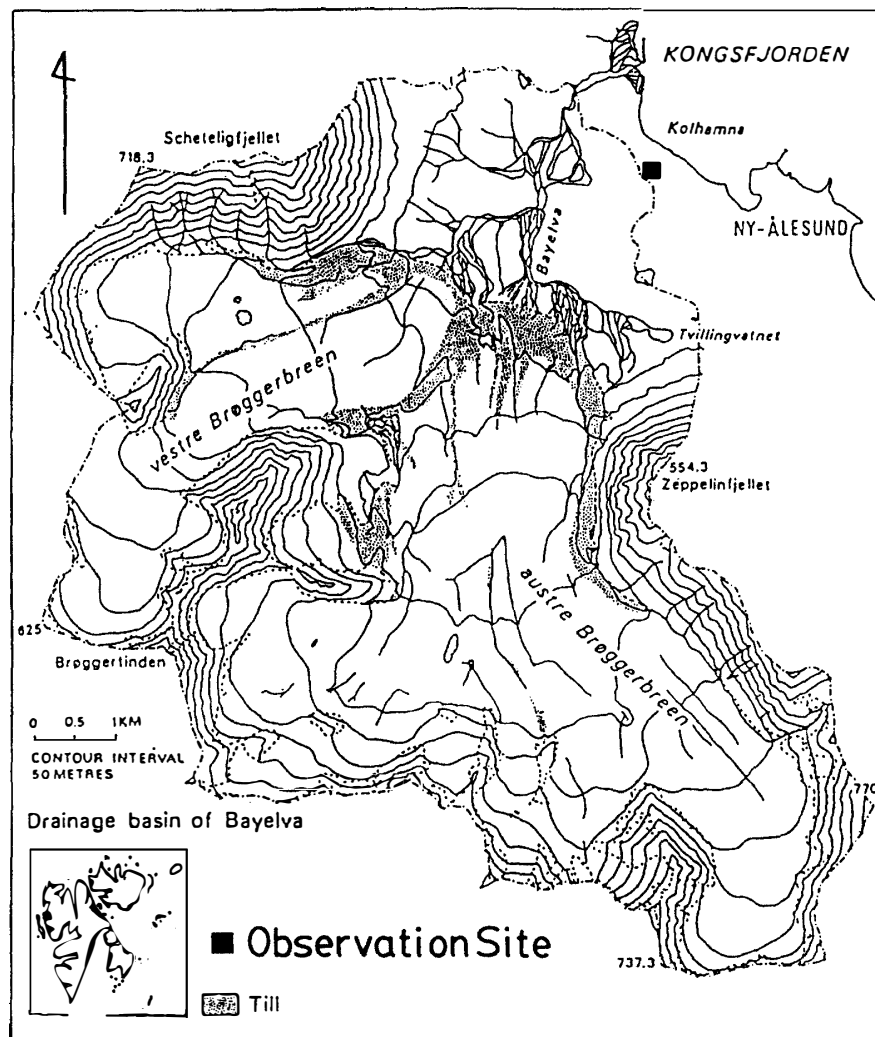 KONGSFJORDEN
Kolhamna
Scheteligfjellet
718.3
NY-ÅLESUND
Bayelva
Tvillingvatnet
vestre Brøggerbreen
554.3
Zeppelinfjellet
austre Brøggerbreen
625
Brøggertinden
0 0.5 1KM
CONTOUR INTERVAL
50 METRES
770
Drainage basin of Bayelva
Observation Site
737.3
Till